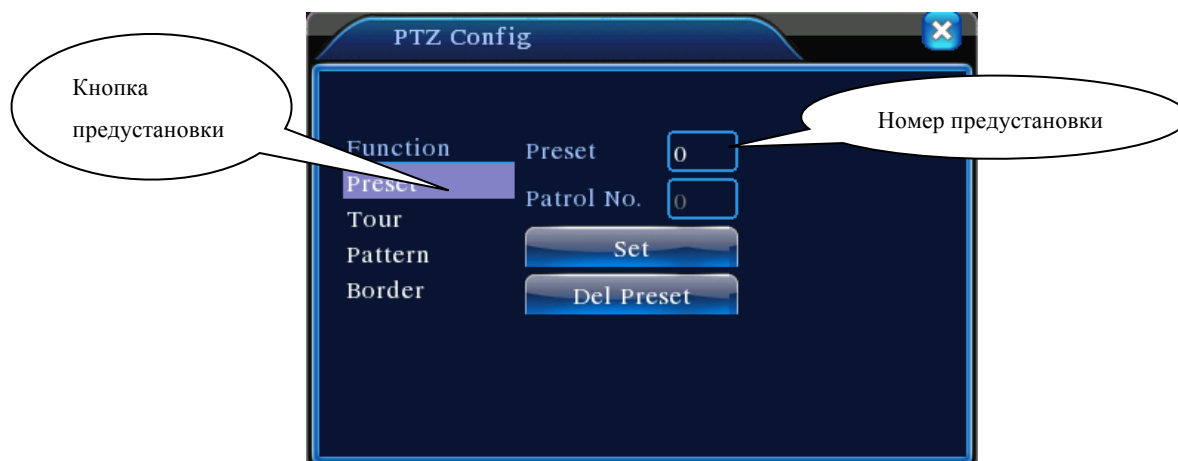 PTZ Config
Кнопка
предустановки
Номер предустановки
Function
Preset
Tour
Pattern
Border
Preset 0
Patrol No. 0
Set
Del Preset